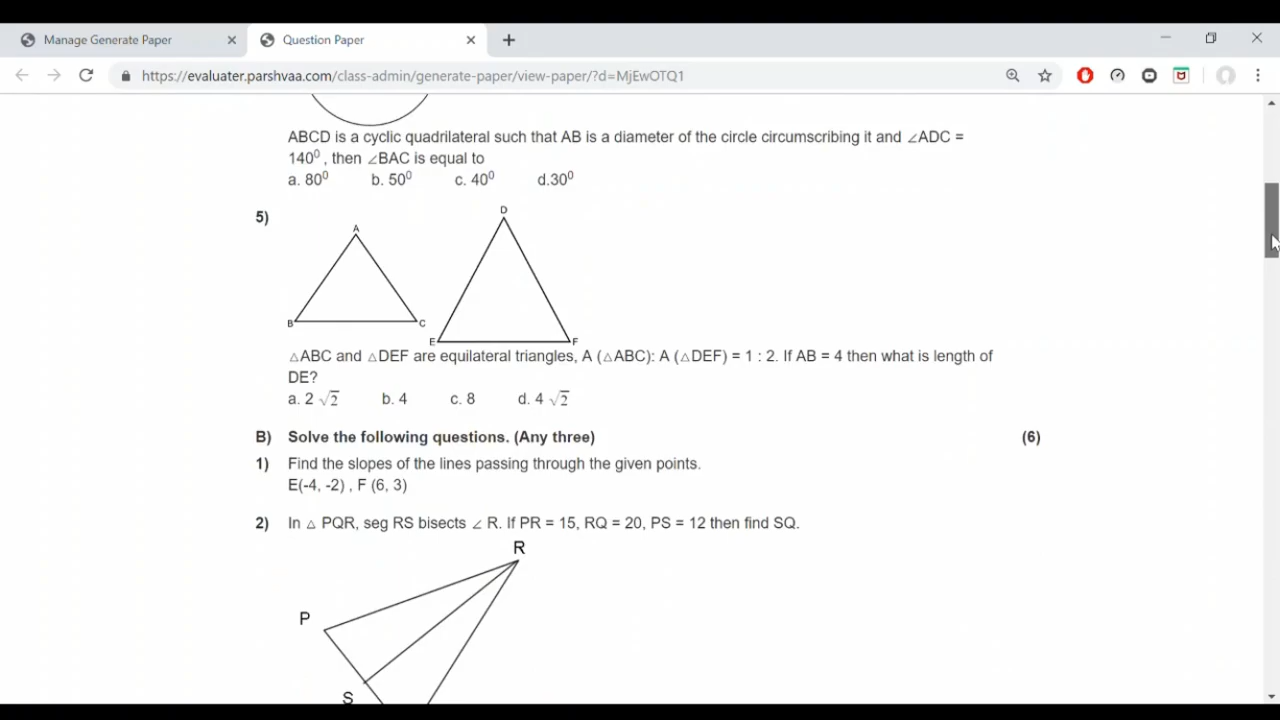 Manage Generate Paper
Question Paper
https://evaluater.parshvaa.com/class-admin/generate-paper/view-paper/?d=MjEwOTQ1
ABCD is a cyclic quadrilateral such that AB is a diameter of the circle circumscribing it and ∠ADC =
140⁰ , then ∠BAC is equal to
a. 80⁰ b. 50⁰ c. 40⁰ d.30⁰
5)
D
A
B
C
E
F
△ABC and △DEF are equilateral triangles, A (△ABC): A (△DEF) = 1 : 2. If AB = 4 then what is length of
DE?
a. 2 √2 b. 4 c. 8 d. 4 √2
B) Solve the following questions. (Any three) (6)
1) Find the slopes of the lines passing through the given points.
E(-4, -2) , F (6, 3)
2) In △ PQR, seg RS bisects ∠ R. If PR = 15, RQ = 20, PS = 12 then find SQ.
R
P
S